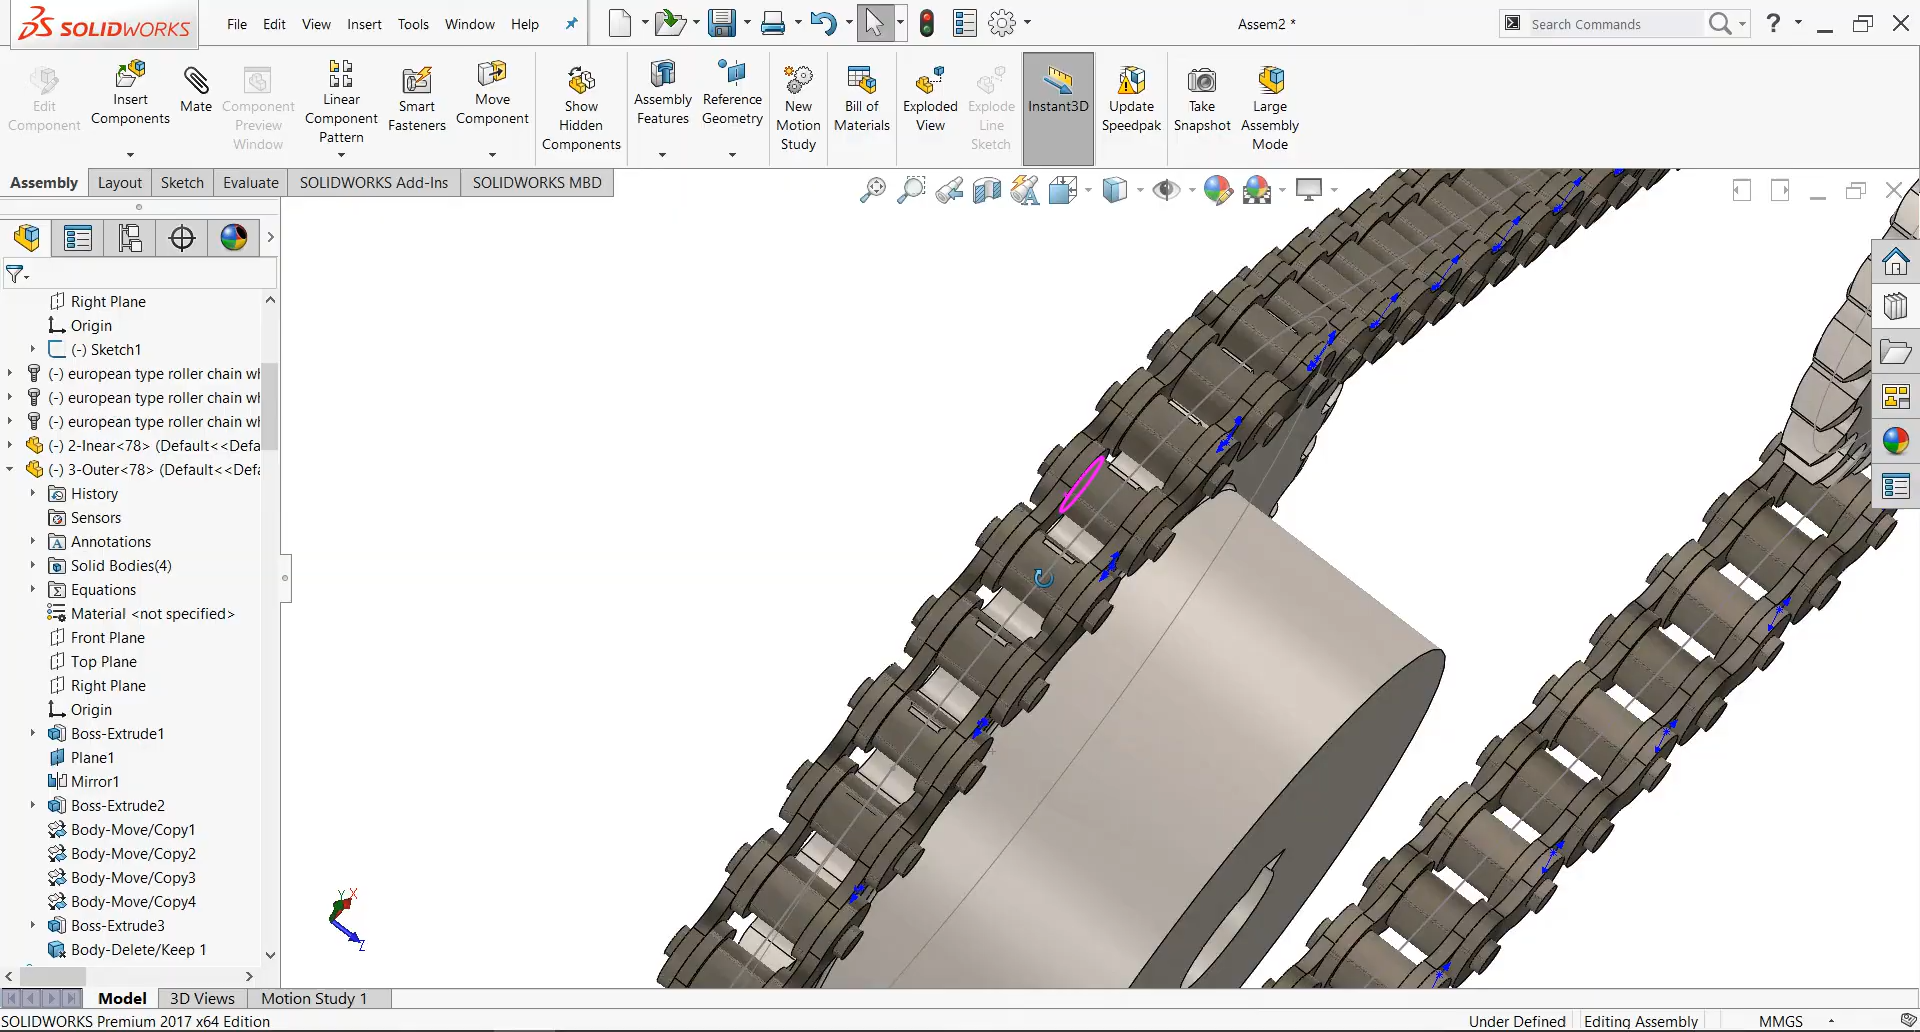 SOLIDWORKS
File Edit View Insert Tools Window Help
Assem2 *
Search Commands
Edit Component
Insert Components
Mate
Component Preview Window
Linear Component Pattern
Smart Fasteners
Move Component
Show Hidden Components
Assembly Features
Reference Geometry
New Motion Study
Bill of Materials
Exploded View
Explode Line Sketch
Instant3D
Update Speedpak
Take Snapshot
Large Assembly Mode
Assembly Layout Sketch Evaluate SOLIDWORKS Add-Ins SOLIDWORKS MBD
Right Plane
Origin
(-) Sketch1
(-) european type roller chain wh
(-) european type roller chain wh
(-) european type roller chain wh
(-) 2-Inear<78> (Default<<Defa
(-) 3-Outer<78> (Default<<Defa
History
Sensors
Annotations
Solid Bodies(4)
Equations
Material <not specified>
Front Plane
Top Plane
Right Plane
Origin
Boss-Extrude1
Plane1
Mirror1
Boss-Extrude2
Body-Move/Copy1
Body-Move/Copy2
Body-Move/Copy3
Body-Move/Copy4
Boss-Extrude3
Body-Delete/Keep 1
Y X
Z
Model 3D Views Motion Study 1
SOLIDWORKS Premium 2017 x64 Edition
Under Defined Editing Assembly MMGS